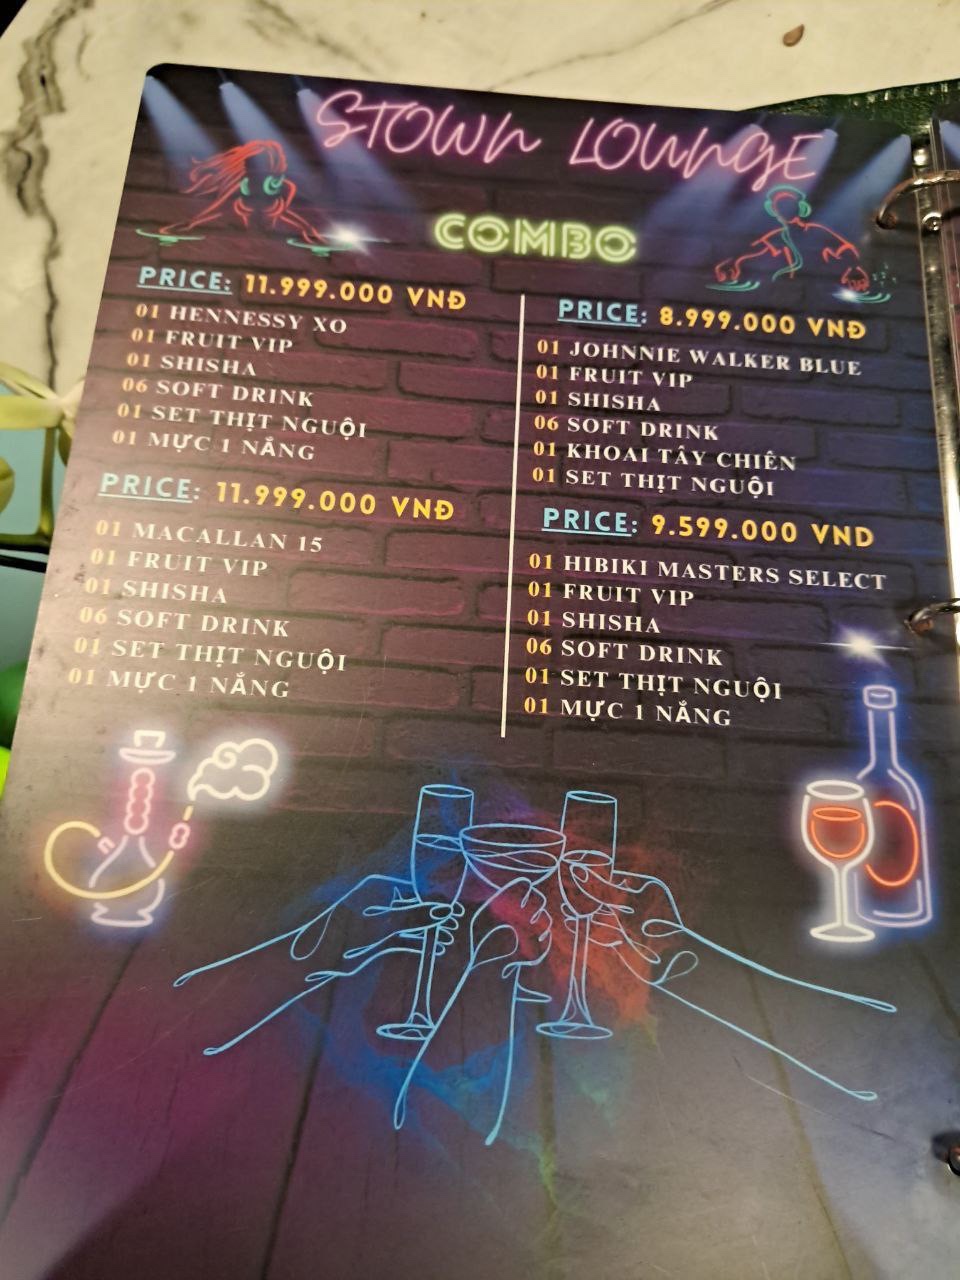 STOWN LOUNGE
COMBO
PRICE: 11.999.000 VNĐ
01 HENNESSY XO
01 FRUIT VIP
01 SHISHA
06 SOFT DRINK
01 SET THỊT NGUỘI
01 MỰC 1 NẮNG
PRICE: 11.999.000 VNĐ
01 MACALLAN 15
01 FRUIT VIP
01 SHISHA
06 SOFT DRINK
01 SET THỊT NGUỘI
01 MỰC 1 NẮNG
PRICE: 8.999.000 VNĐ
01 JOHNNIE WALKER BLUE
01 FRUIT VIP
01 SHISHA
06 SOFT DRINK
01 KHOAI TÂY CHIÊN
01 SET THỊT NGUỘI
PRICE: 9.599.000 VND
01 HIBIKI MASTERS SELECT
01 FRUIT VIP
01 SHISHA
06 SOFT DRINK
01 SET THỊT NGUỘI
01 MỰC 1 NẮNG